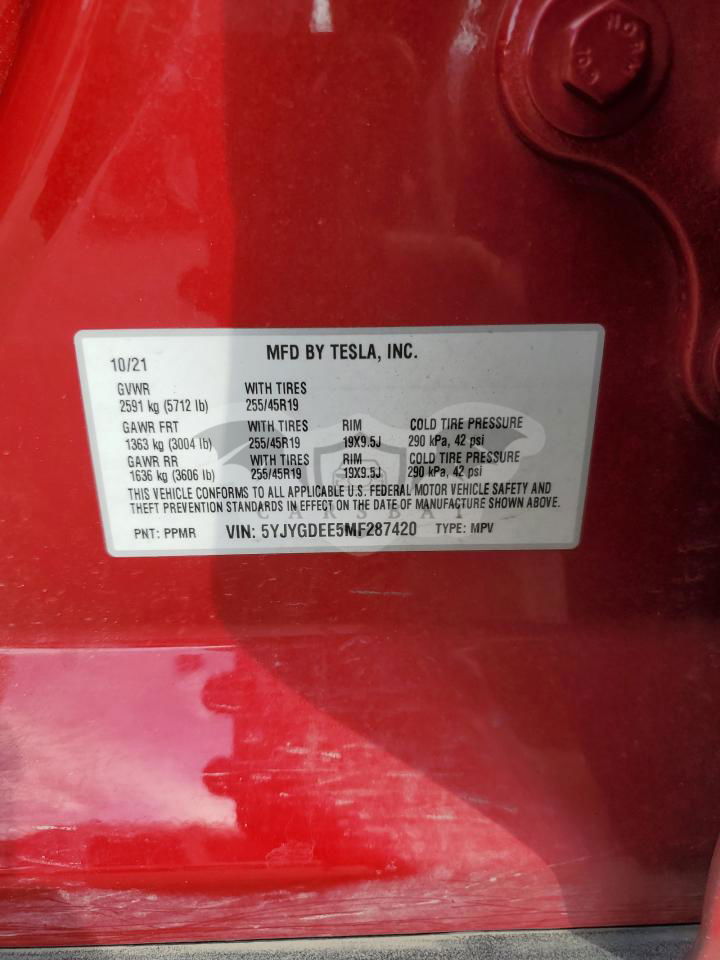 10/21 MFD BY TESLA, INC.
GVWR WITH TIRES
2591 kg (5712 lb) 255/45R19
GAWR FRT WITH TIRES RIM COLD TIRE PRESSURE
1363 kg (3004 lb) 255/45R19 19X9.5J 290 kPa, 42 psi
GAWR RR WITH TIRES RIM COLD TIRE PRESSURE
1636 kg (3606 lb) 255/45R19 19X9.5J 290 kPa, 42 psi
THIS VEHICLE CONFORMS TO ALL APPLICABLE U.S. FEDERAL MOTOR VEHICLE SAFETY AND
THEFT PREVENTION STANDARDS IN EFFECT ON THE DATE OF MANUFACTURE SHOWN ABOVE.
CARSBAT
PNT: PPMR VIN: 5YJYGDEE5MF287420 TYPE: MPV